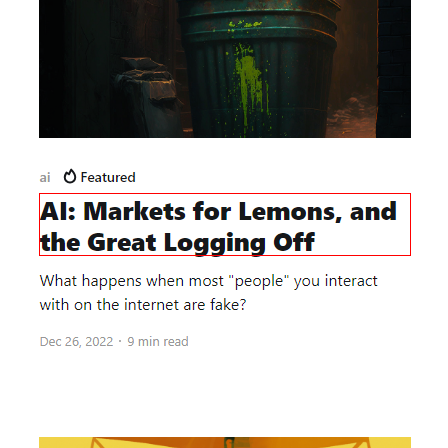 ai Featured
AI: Markets for Lemons, and
the Great Logging Off
What happens when most "people" you interact
with on the internet are fake?
Dec 26, 2022 · 9 min read